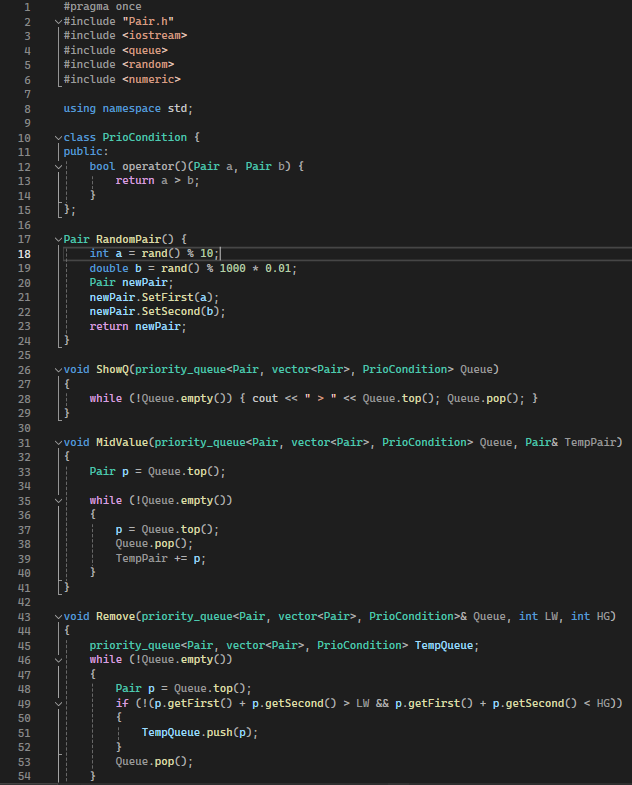 1 #pragma once
2 #include "Pair.h"
3 #include <iostream>
4 #include <queue>
5 #include <random>
6 #include <numeric>
7
8 using namespace std;
9
10 class PrioCondition {
11 public:
12 bool operator()(Pair a, Pair b) {
13 return a > b;
14 }
15 };
16
17 Pair RandomPair() {
18 int a = rand() % 10;
19 double b = rand() % 1000 * 0.01;
20 Pair newPair;
21 newPair.SetFirst(a);
22 newPair.SetSecond(b);
23 return newPair;
24 }
25
26 void ShowQ(priority_queue<Pair, vector<Pair>, PrioCondition> Queue)
27 {
28 while (!Queue.empty()) { cout << " > " << Queue.top(); Queue.pop(); }
29 }
30
31 void MidValue(priority_queue<Pair, vector<Pair>, PrioCondition> Queue, Pair& TempPair)
32 {
33 Pair p = Queue.top();
34
35 while (!Queue.empty())
36 {
37 p = Queue.top();
38 Queue.pop();
39 TempPair += p;
40 }
41 }
42
43 void Remove(priority_queue<Pair, vector<Pair>, PrioCondition>& Queue, int LW, int HG)
44 {
45 priority_queue<Pair, vector<Pair>, PrioCondition> TempQueue;
46 while (!Queue.empty())
47 {
48 Pair p = Queue.top();
49 if (!(p.getFirst() + p.getSecond() > LW && p.getFirst() + p.getSecond() < HG))
50 {
51 TempQueue.push(p);
52 }
53 Queue.pop();
54 }